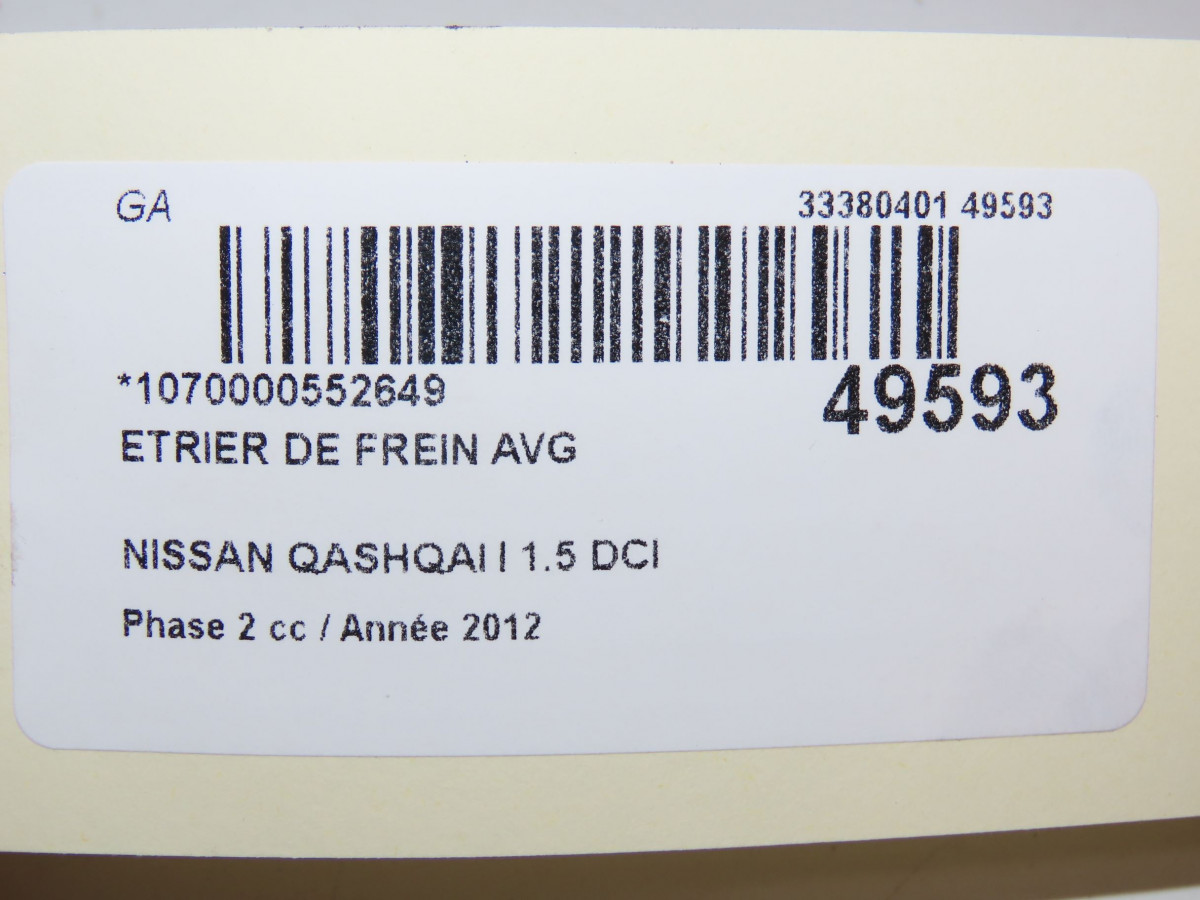 GA
33380401 49593
*1070000552649
49593
ETRIER DE FREIN AVG
NISSAN QASHQAI I 1.5 DCI
Phase 2 cc / Année 2012